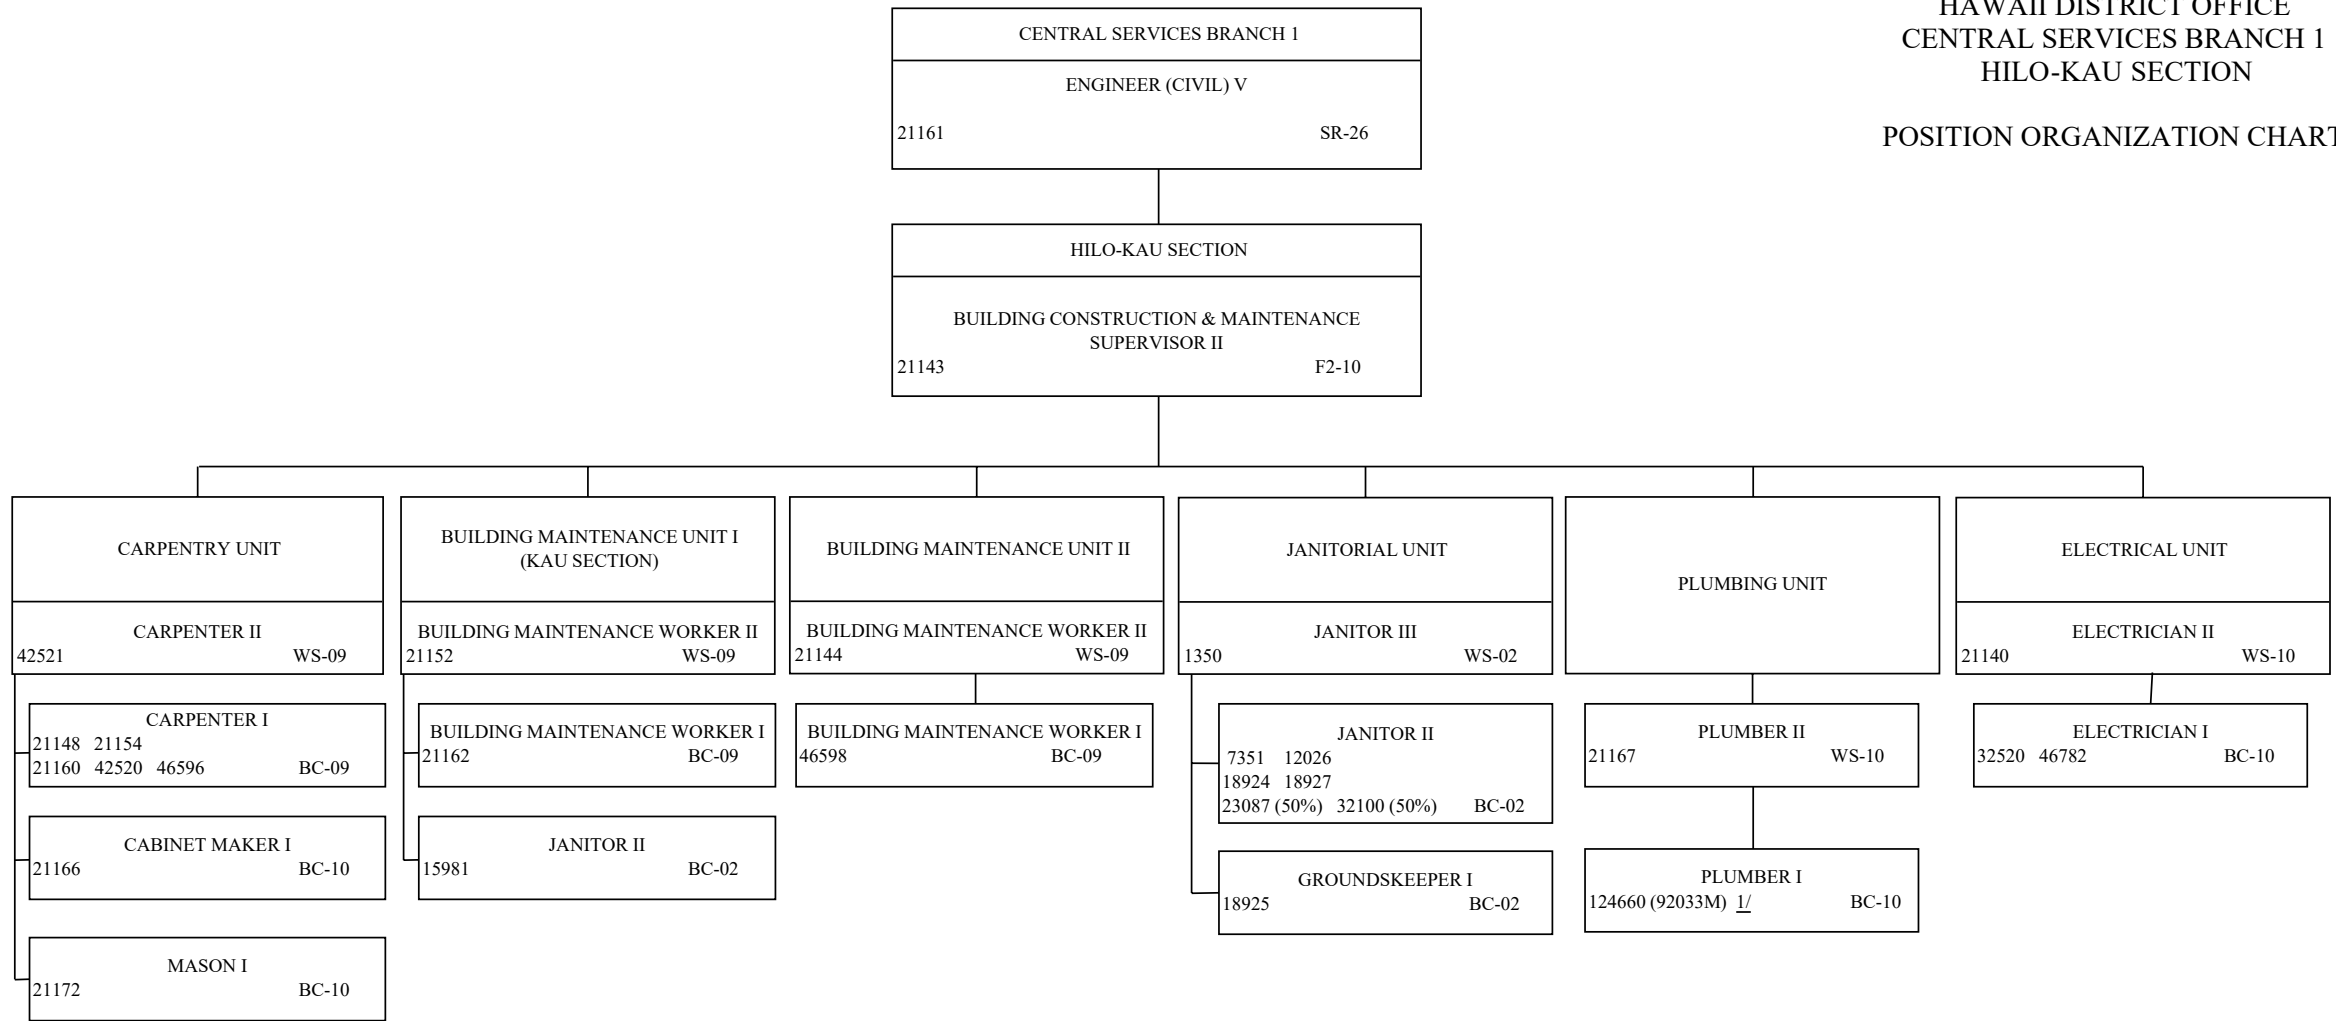 HAWAII DISTRICT OFFICE
CENTRAL SERVICES BRANCH 1
HILO-KAU SECTION
POSITION ORGANIZATION CHART
CENTRAL SERVICES BRANCH 1
ENGINEER (CIVIL) V
21161 SR-26
HILO-KAU SECTION
BUILDING CONSTRUCTION & MAINTENANCE
SUPERVISOR II
21143 F2-10
CARPENTRY UNIT
CARPENTER II
42521 WS-09
CARPENTER I
21148 21154
21160 42520 46596 BC-09
CABINET MAKER I
21166 BC-10
MASON I
21172 BC-10
BUILDING MAINTENANCE UNIT I
(KAU SECTION)
BUILDING MAINTENANCE WORKER II
21152 WS-09
BUILDING MAINTENANCE WORKER I
21162 BC-09
JANITOR II
15981 BC-02
BUILDING MAINTENANCE UNIT II
BUILDING MAINTENANCE WORKER II
21144 WS-09
BUILDING MAINTENANCE WORKER I
46598 BC-09
JANITORIAL UNIT
JANITOR III
1350 WS-02
JANITOR II
7351 12026
18924 18927
23087 (50%) 32100 (50%) BC-02
GROUNDSKEEPER I
18925 BC-02
PLUMBING UNIT
PLUMBER II
21167 WS-10
PLUMBER I
124660 (92033M) 1/ BC-10
ELECTRICAL UNIT
ELECTRICIAN II
21140 WS-10
ELECTRICIAN I
32520 46782 BC-10